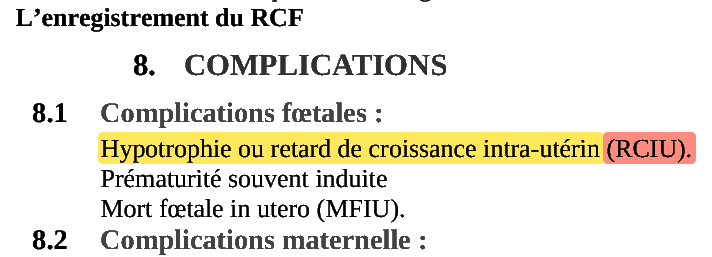 L’enregistrement du RCF
8. COMPLICATIONS
8.1 Complications fœtales :
Hypotrophie ou retard de croissance intra-utérin (RCIU).
Prématurité souvent induite
Mort fœtale in utero (MFIU).
8.2 Complications maternelle :